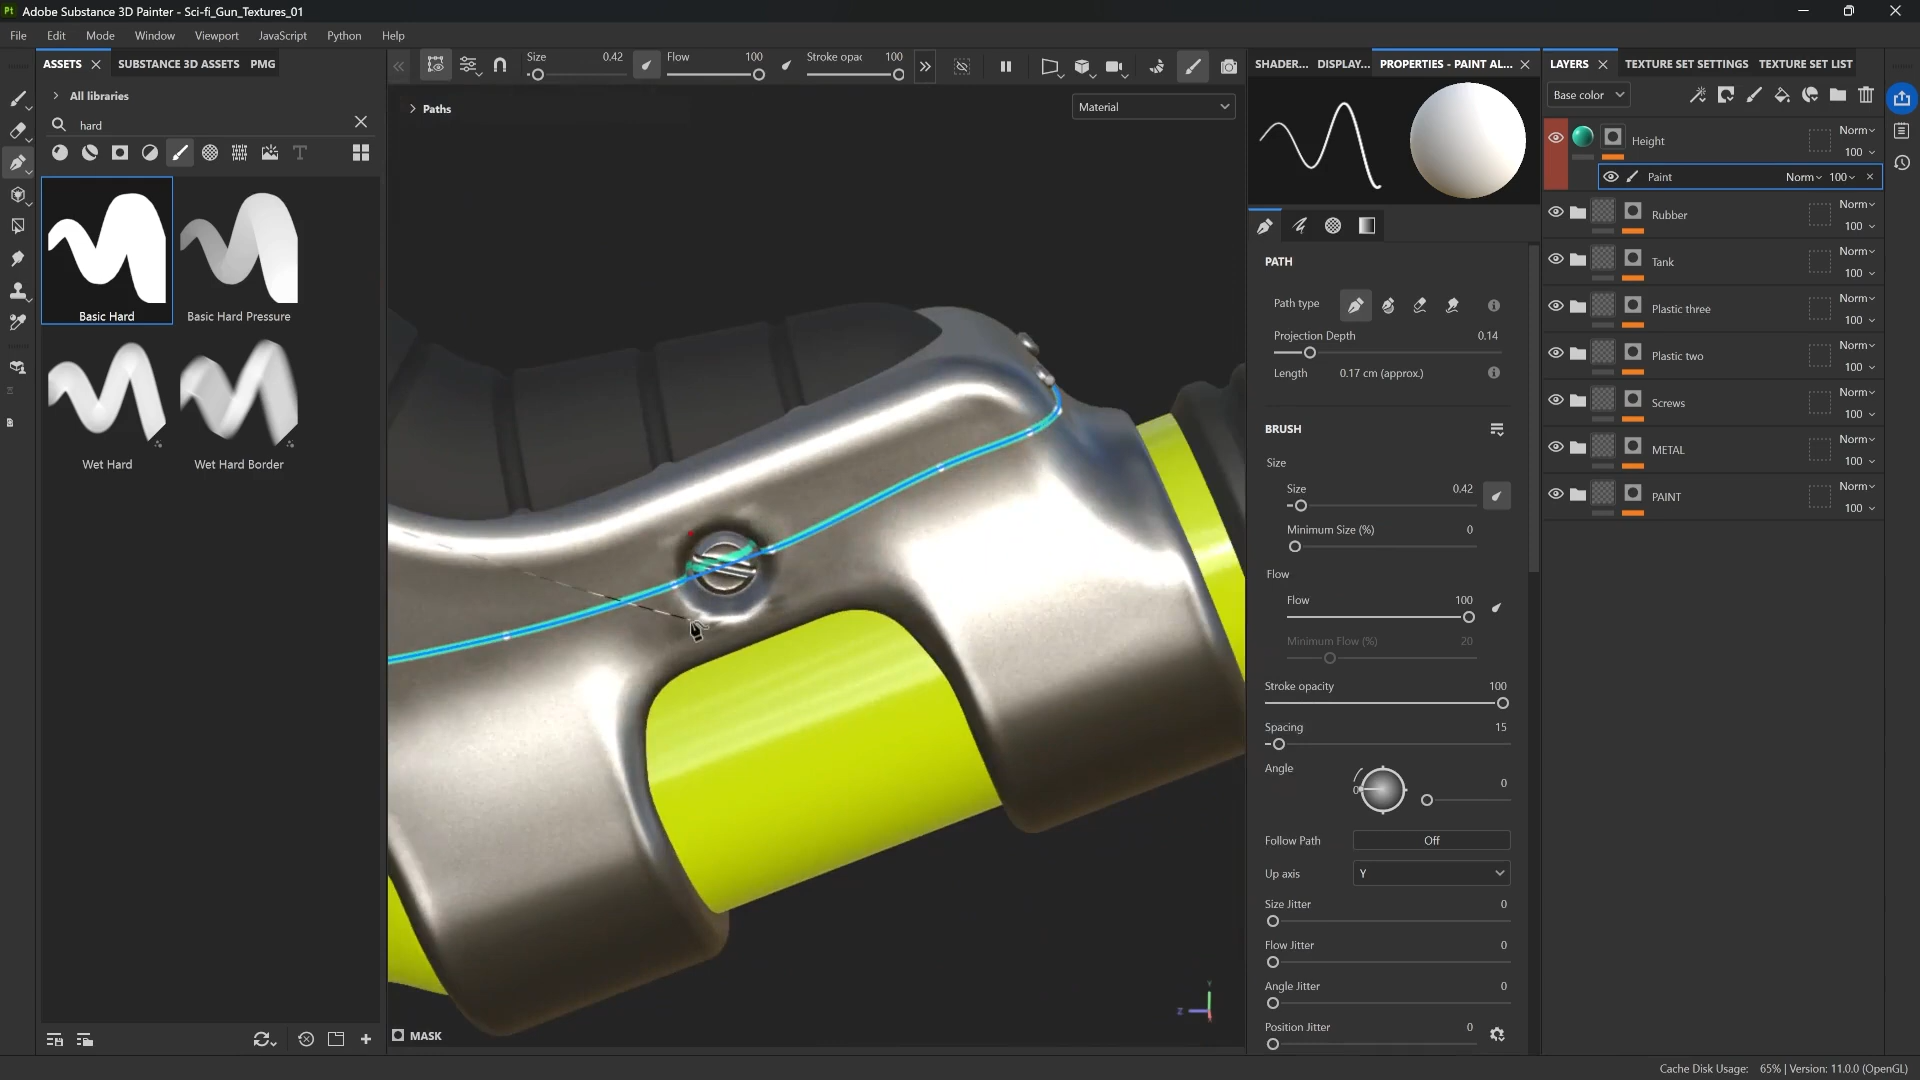 Pt Adobe Substance 3D Painter - Sci-fi_Gun_Textures_01
File Edit Mode Window Viewport JavaScript Python Help
ASSETS SUBSTANCE 3D ASSETS PNG
All libraries
hard
Basic Hard
Basic Hard Pressure
Wet Hard
Wet Hard Border
Size 0.42 Flow 100 Stroke opac 100
Paths
Material
MASK
SHADER... DISPLAY... PROPERTIES - PAINT AL...
PATH
Path type
Projection Depth 0.14
Length 0.17 cm (approx.)
BRUSH
Size
Size 0.42
Minimum Size (%) 0
Flow
Flow 100
Minimum Flow (%) 20
Stroke opacity 100
Spacing 15
Angle 0 0
Follow Path Off
Up axis Y
Size Jitter 0
Flow Jitter 0
Angle Jitter 0
Position Jitter 0
LAYERS TEXTURE SET SETTINGS TEXTURE SET LIST
Base color
Height Norm 100
Paint Norm 100
Rubber Norm 100
Tank Norm 100
Plastic three Norm 100
Plastic two Norm 100
Screws Norm 100
METAL Norm 100
PAINT Norm 100
Y
Z
Cache Disk Usage: 65% | Version: 11.0.0 (OpenGL)